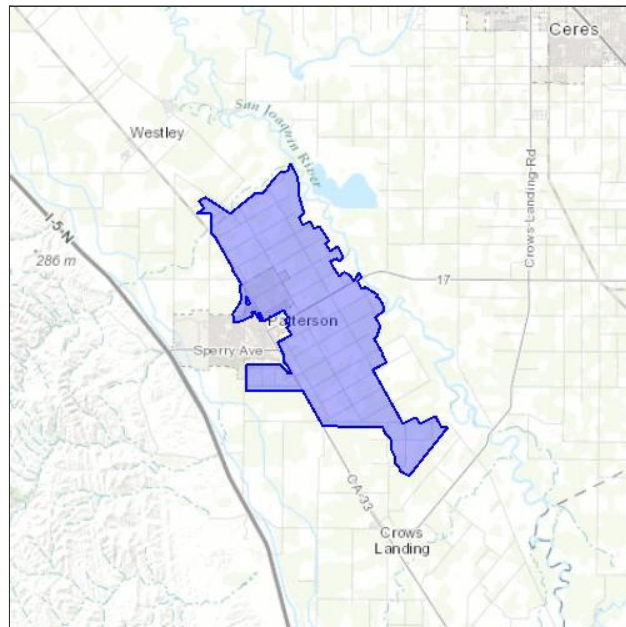 Ceres
San Joaquin River
Westley
Crows Landing Rd
I-5-N
286 m
17
Patterson
Sperry Ave
CA-33
Crows
Landing